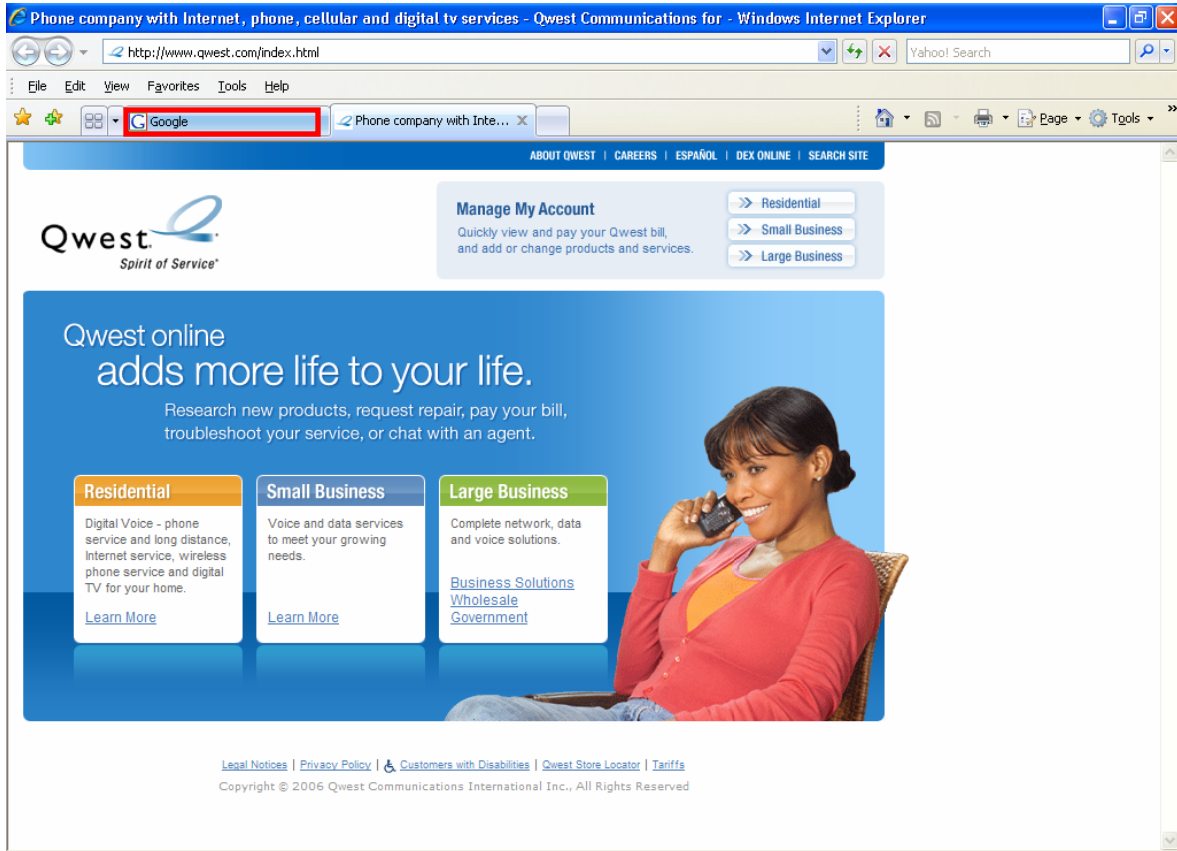 Phone company with Internet, phone, cellular and digital tv services - Qwest Communications for - Windows Internet Explorer
http://www.qwest.com/index.html
Yahoo! Search
File Edit View Favorites Tools Help
Google
Phone company with Inte...
Page Tools
ABOUT QWEST | CAREERS | ESPAÑOL | DEX ONLINE | SEARCH SITE
Qwest.
Spirit of Service
Manage My Account
Quickly view and pay your Qwest bill,
and add or change products and services.
Residential
Small Business
Large Business
Qwest online
adds more life to your life.
Research new products, request repair, pay your bill,
troubleshoot your service, or chat with an agent.
Residential
Digital Voice - phone
service and long distance,
Internet service, wireless
phone service and digital
TV for your home.
Learn More
Small Business
Voice and data services
to meet your growing
needs.
Learn More
Large Business
Complete network, data
and voice solutions.
Business Solutions
Wholesale
Government
Legal Notices | Privacy Policy | Customers with Disabilities | Qwest Store Locator | Tariffs
Copyright © 2006 Qwest Communications International Inc., All Rights Reserved